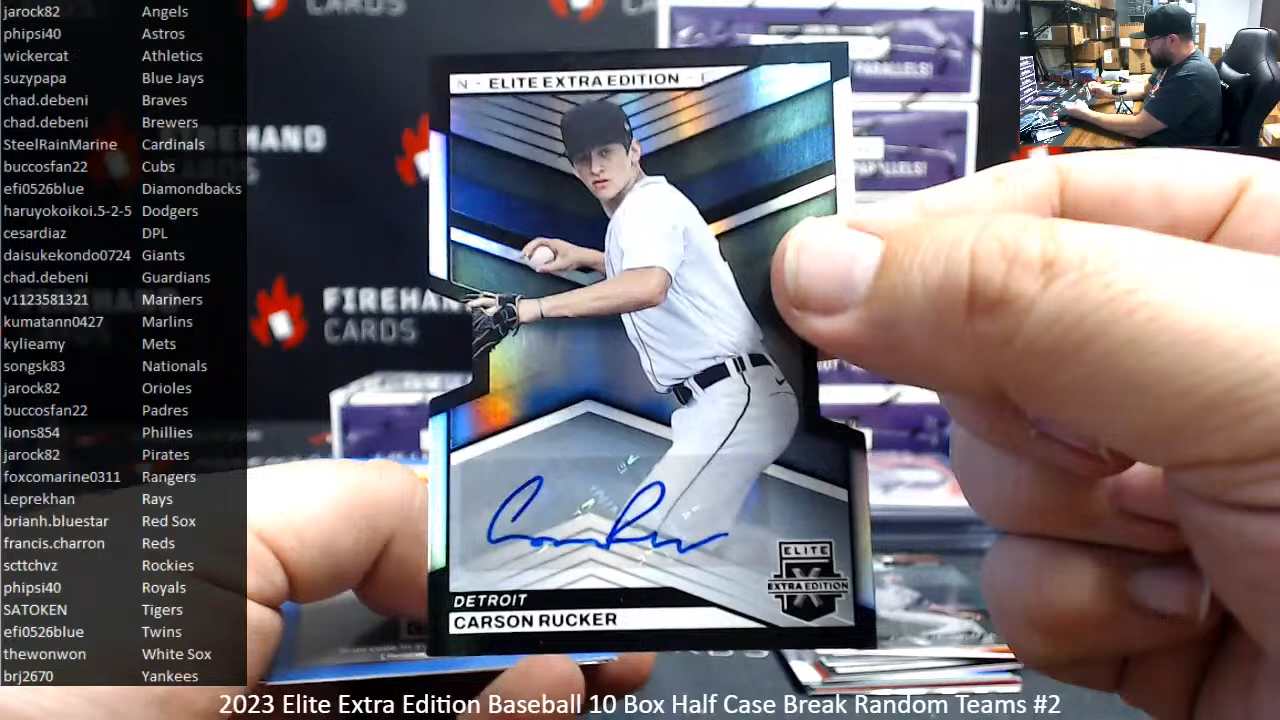 jarock82 Angels
phipsi40 Astros
wickercat Athletics
suzypapa Blue Jays
chad.debeni Braves
chad.debeni Brewers
SteelRainMarine Cardinals
buccosfan22 Cubs
efi0526blue Diamondbacks
haruyokoikoi.5-2-5 Dodgers
cesardiaz DPL
daisukekondo0724 Giants
chad.debeni Guardians
v1123581321 Mariners
kumatann0427 Marlins
kylieamy Mets
songsk83 Nationals
jarock82 Orioles
buccosfan22 Padres
lions854 Phillies
jarock82 Pirates
foxcomarine0311 Rangers
Leprekhan Rays
brianh.bluestar Red Sox
francis.charron Reds
scttchvz Rockies
phipsi40 Royals
SATOKEN Tigers
efi0526blue Twins
thewonwon White Sox
brj2670 Yankees
CARDS
PARALLELS!
N - ELITE EXTRA EDITION -
FIREHAND
CARDS
ELITE
EXTRA EDITION
DETROIT
CARSON RUCKER
2023 Elite Extra Edition Baseball 10 Box Half Case Break Random Teams #2